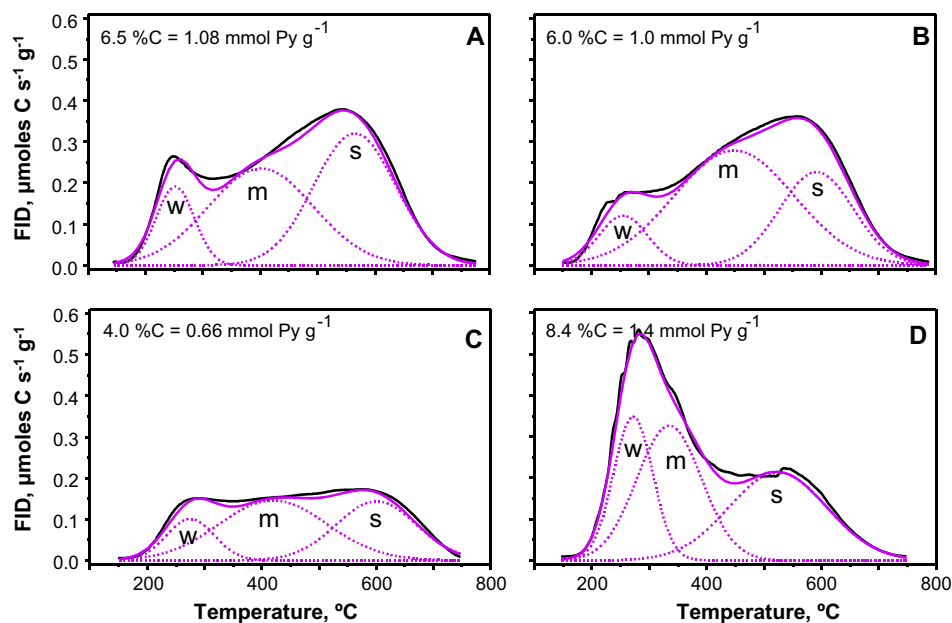 6.5 %C = 1.08 mmol Py g-1
A
6.0 %C = 1.0 mmol Py g-1
B
FID, µmoles C s-1 g-1
0.6
0.5
0.4
0.3
0.2
0.1
0.0
w
m
s
w
m
s
4.0 %C = 0.66 mmol Py g-1
C
8.4 %C = 1.4 mmol Py g-1
D
FID, µmoles C s-1 g-1
0.6
0.5
0.4
0.3
0.2
0.1
0.0
w
m
s
w
m
s
200 400 600 800
200 400 600 800
Temperature, ºC
Temperature, ºC